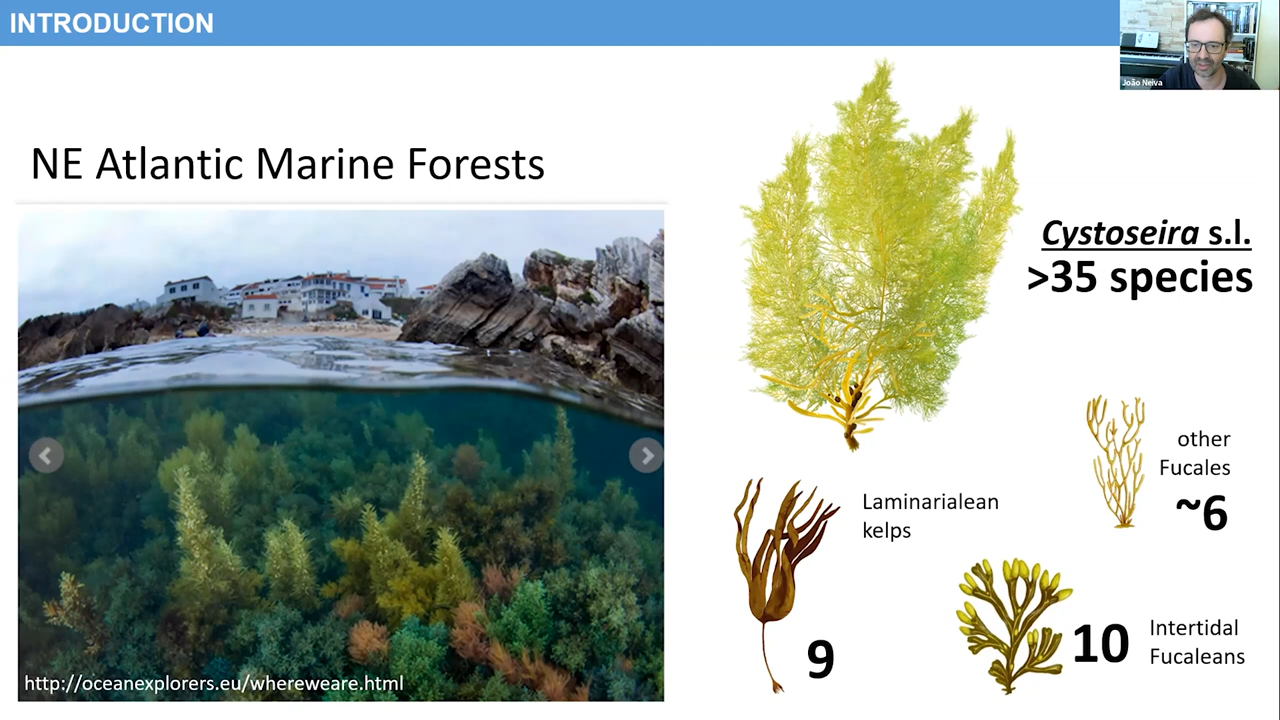 INTRODUCTION
João Neiva
NE Atlantic Marine Forests
Cystoseira s.l.
>35 species
other
Fucales
~6
Laminarialean
kelps
9
10
Intertidal
Fucaleans
http://oceanexplorers.eu/whereweare.html